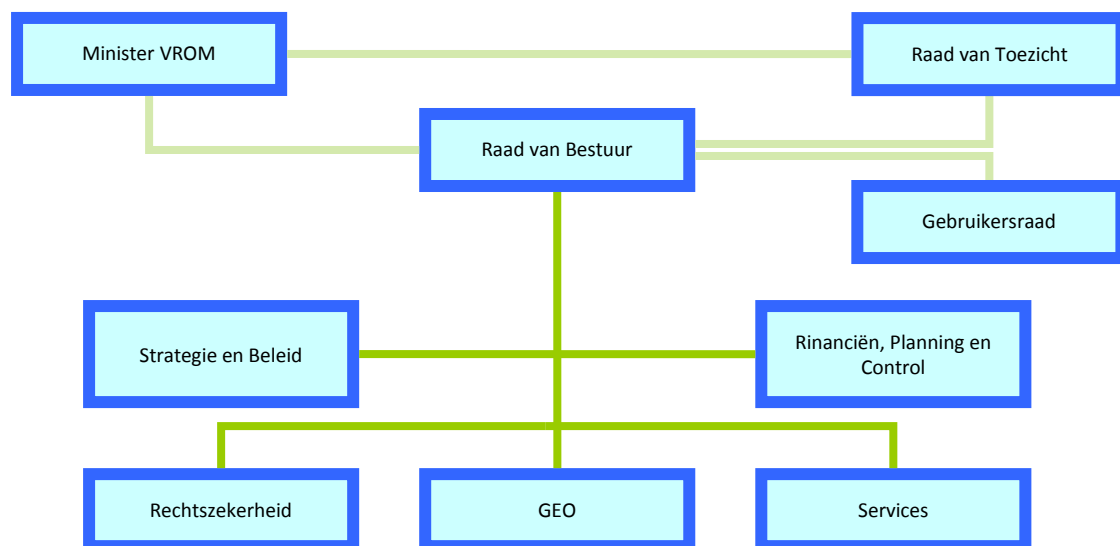 Minister VROM
Raad van Toezicht
Raad van Bestuur
Gebruikersraad
Strategie en Beleid
Rinanciën, Planning en
Control
Rechtszekerheid
GEO
Services